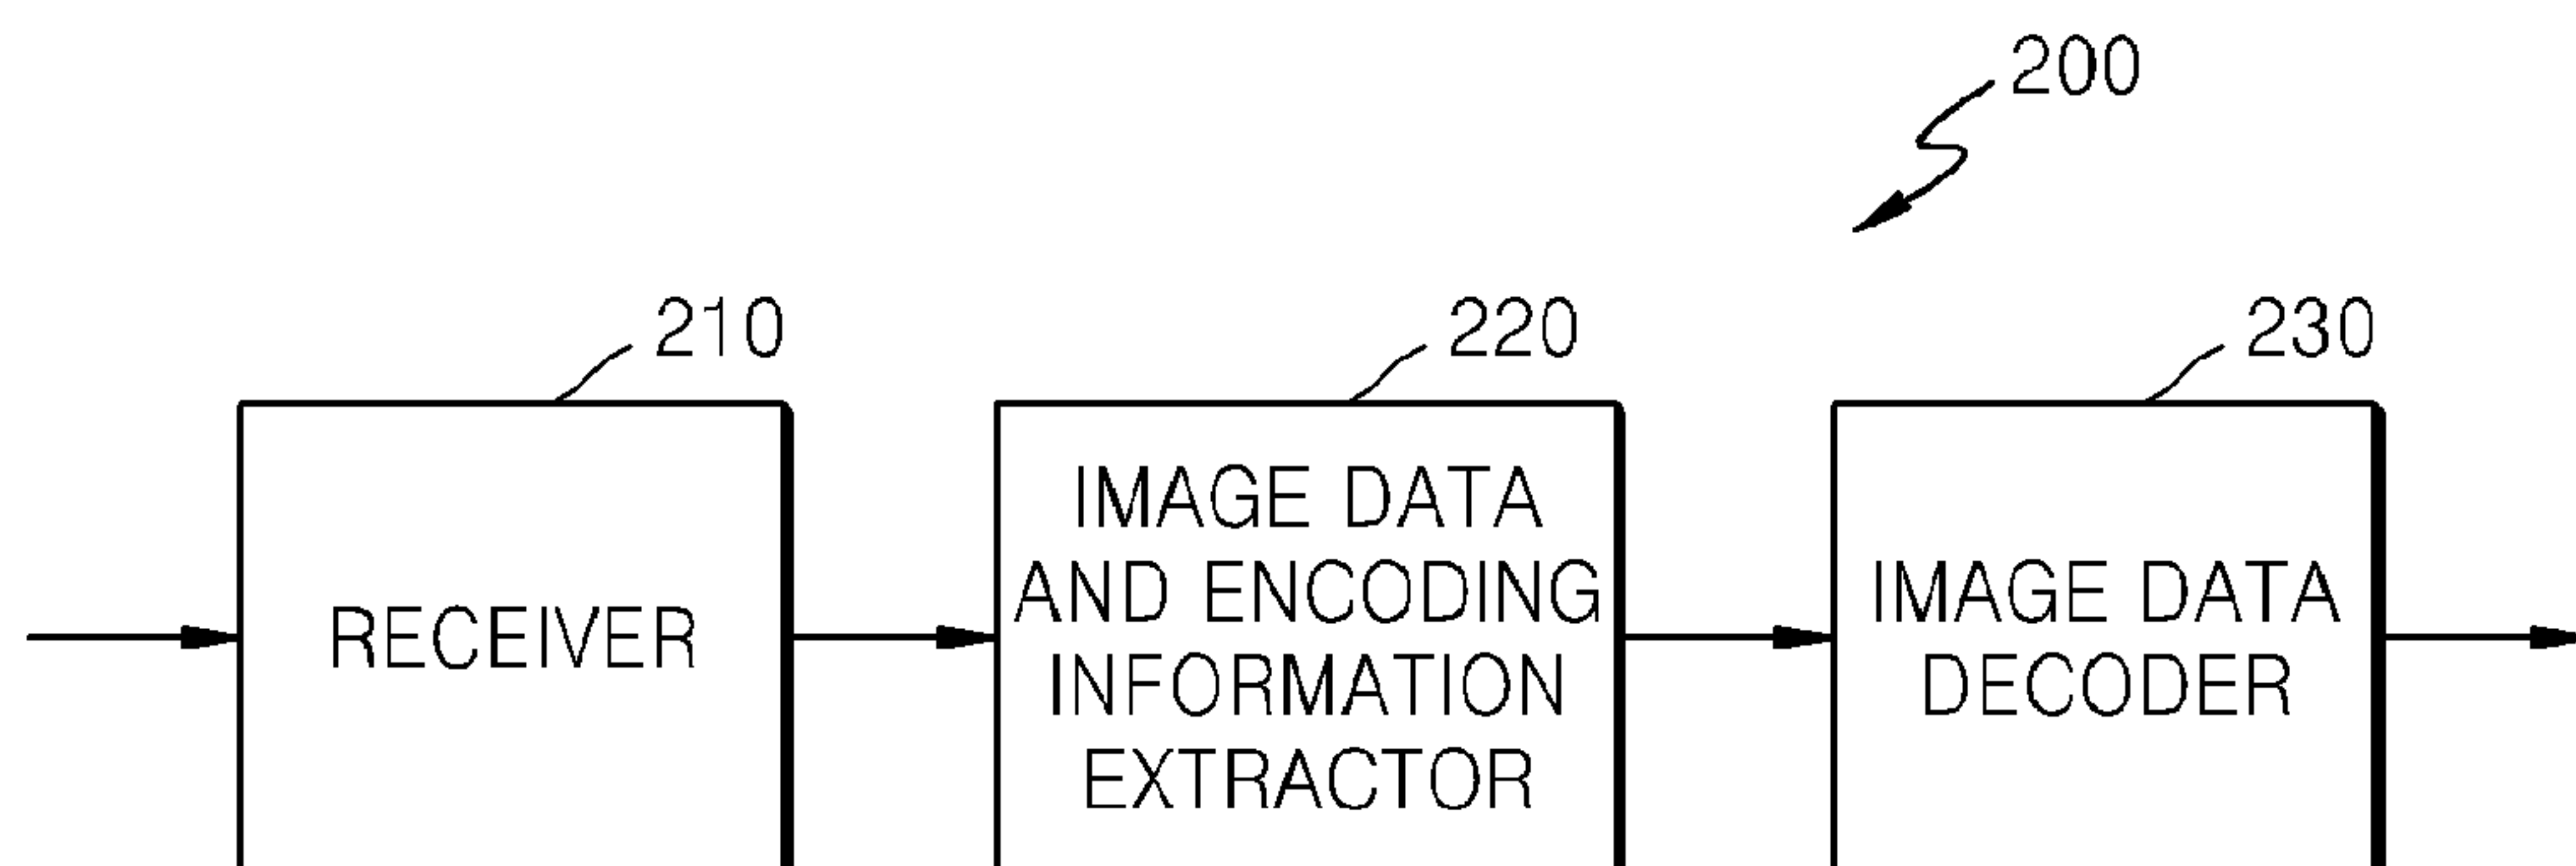 200
210
220
230
RECEIVER
IMAGE DATA
AND ENCODING
INFORMATION
EXTRACTOR
IMAGE DATA
DECODER